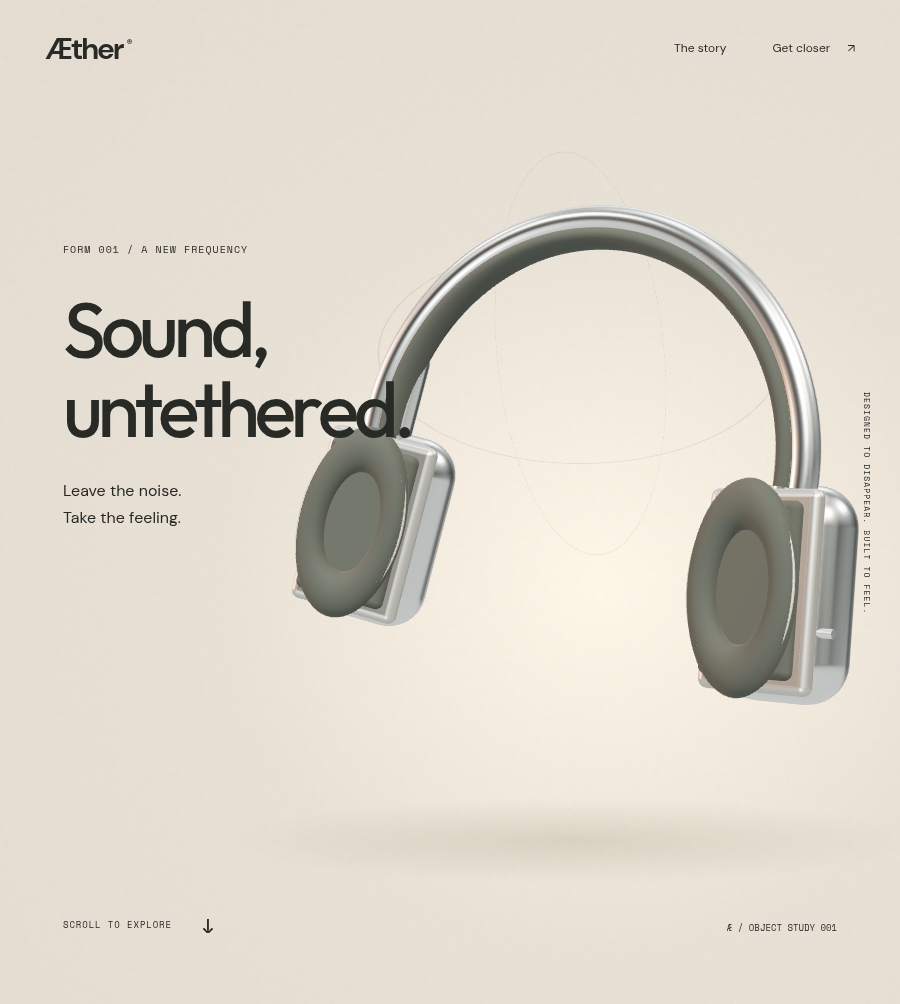 Æther®
The story
Get closer
FORM 001 / A NEW FREQUENCY
Sound,
untethered.
Leave the noise.
Take the feeling.
DESIGNED TO DISAPPEAR. BUILT TO FEEL.
SCROLL TO EXPLORE
Æ / OBJECT STUDY 001